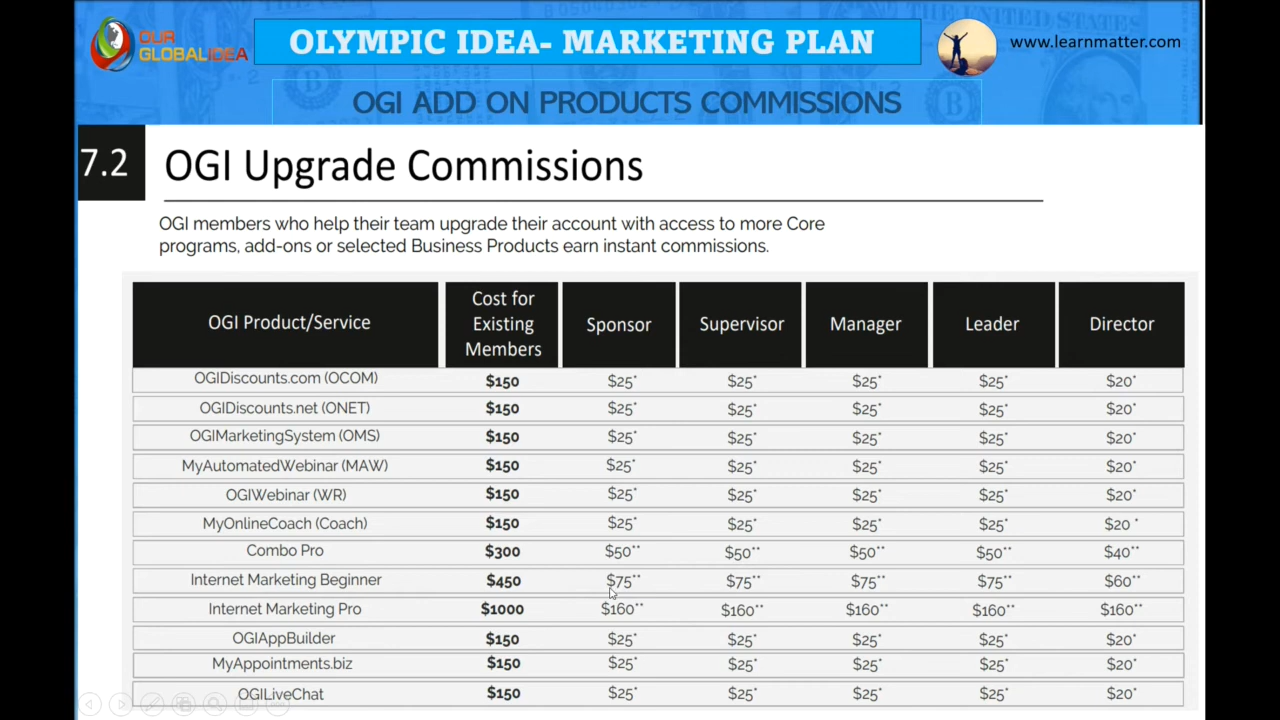 OUR
GLOBALIDEA
OLYMPIC IDEA- MARKETING PLAN
www.learnmatter.com
OGI ADD ON PRODUCTS COMMISSIONS
7.2
OGI Upgrade Commissions
OGI members who help their team upgrade their account with access to more Core
programs, add-ons or selected Business Products earn instant commissions.
OGI Product/Service
Cost for
Existing
Members
Sponsor
Supervisor
Manager
Leader
Director
OGIDiscounts.com (OCOM) $150 $25* $25* $25* $25* $20*
OGIDiscounts.net (ONET) $150 $25* $25* $25* $25* $20*
OGIMarketingSystem (OMS) $150 $25* $25* $25* $25* $20*
MyAutomatedWebinar (MAW) $150 $25* $25* $25* $25* $20*
OGIWebinar (WR) $150 $25* $25* $25* $25* $20*
MyOnlineCoach (Coach) $150 $25* $25* $25* $25* $20 *
Combo Pro $300 $50** $50** $50** $50** $40**
Internet Marketing Beginner $450 $75** $75** $75** $75** $60**
Internet Marketing Pro $1000 $160** $160** $160** $160** $160**
OGIAppBuilder $150 $25* $25* $25* $25* $20*
MyAppointments.biz $150 $25* $25* $25* $25* $20*
OGILiveChat $150 $25* $25* $25* $25* $20*